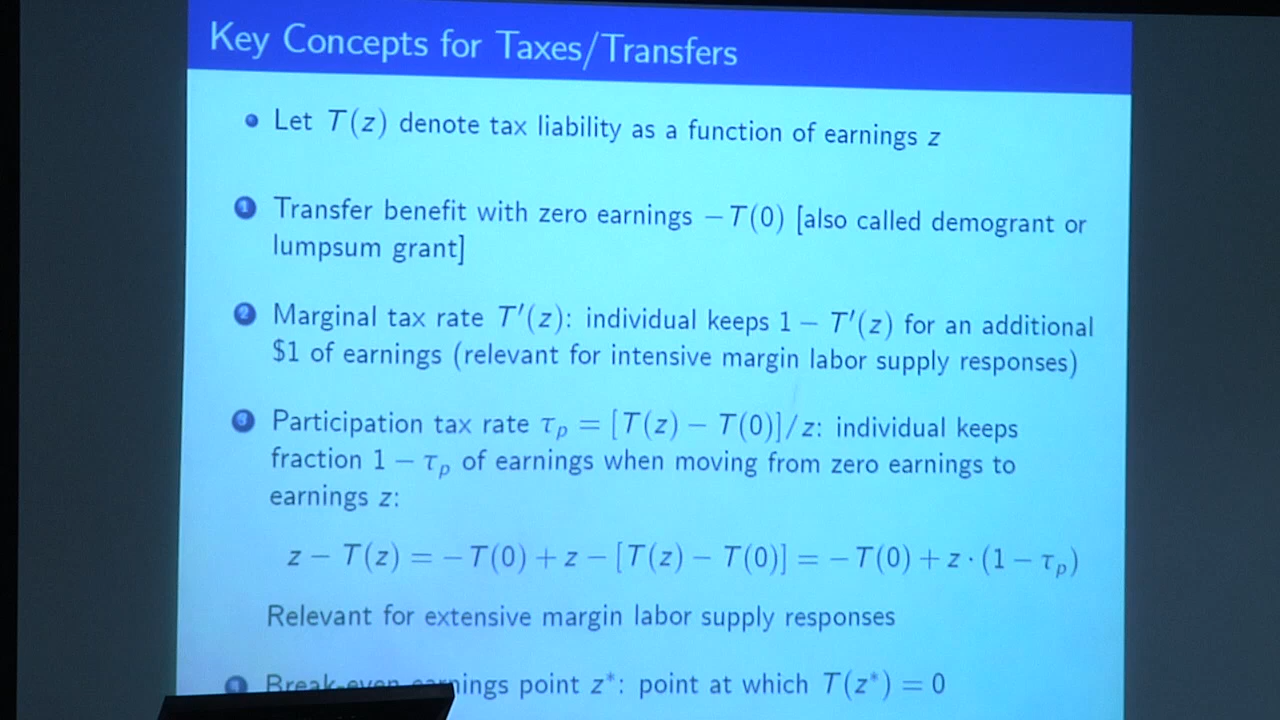 Key Concepts for Taxes/Transfers
Let T(z) denote tax liability as a function of earnings z
1 Transfer benefit with zero earnings −T(0) [also called demogrant or
lumpsum grant]
2 Marginal tax rate T′(z): individual keeps 1 − T′(z) for an additional
$1 of earnings (relevant for intensive margin labor supply responses)
3 Participation tax rate τₚ = [T(z) − T(0)]/z: individual keeps
fraction 1 − τₚ of earnings when moving from zero earnings to
earnings z:
z − T(z) = −T(0) + z − [T(z) − T(0)] = −T(0) + z · (1 − τₚ)
Relevant for extensive margin labor supply responses
4 Break-even earnings point z*: point at which T(z*) = 0